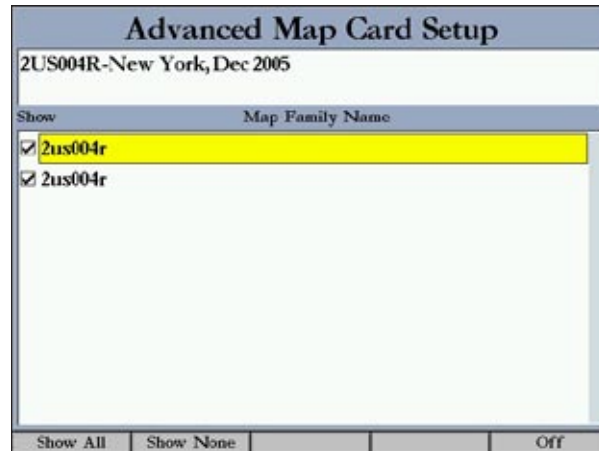 Advanced Map Card Setup
2US004R-New York, Dec 2005
Show Map Family Name
2us004r
2us004r
Show All Show None Off